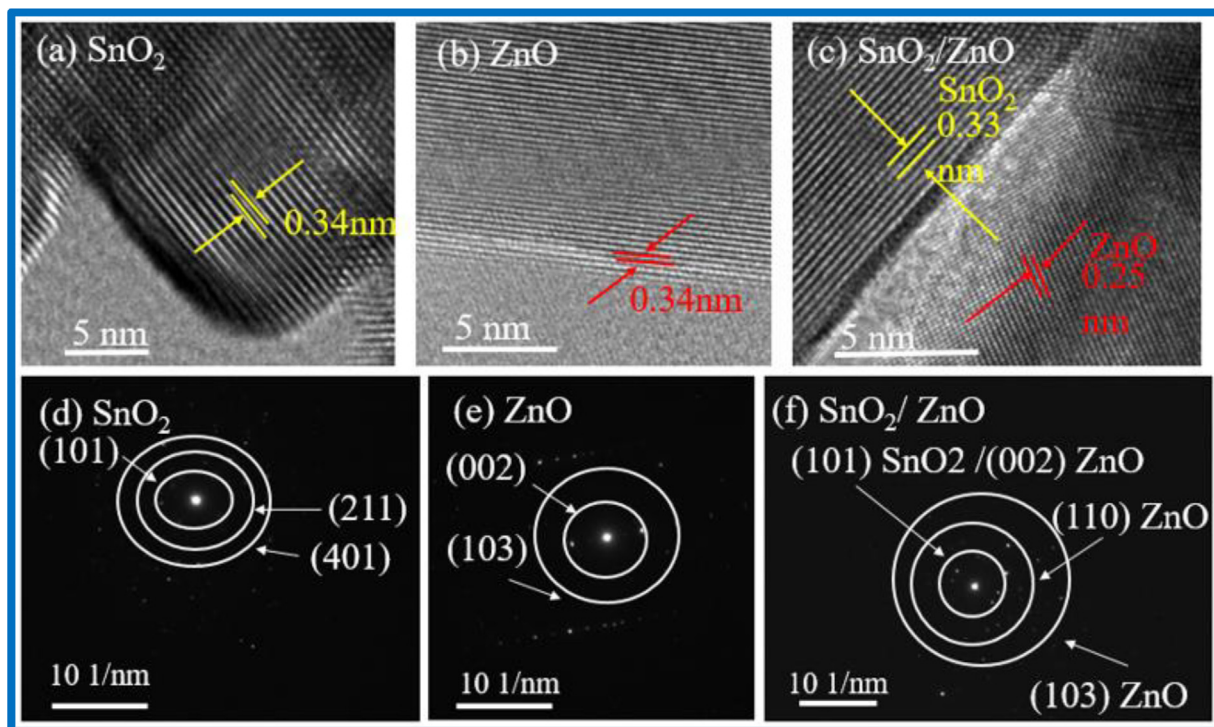 (a) SnO₂
0.34nm
5 nm
(b) ZnO
0.34nm
5 nm
(c) SnO₂/ZnO
SnO₂
0.33
nm
ZnO
0.25
nm
5 nm
(d) SnO₂
(101)
(211)
(401)
10 1/nm
(e) ZnO
(002)
(103)
10 1/nm
(f) SnO₂/ ZnO
(101) SnO2 /(002) ZnO
(110) ZnO
(103) ZnO
10 1/nm